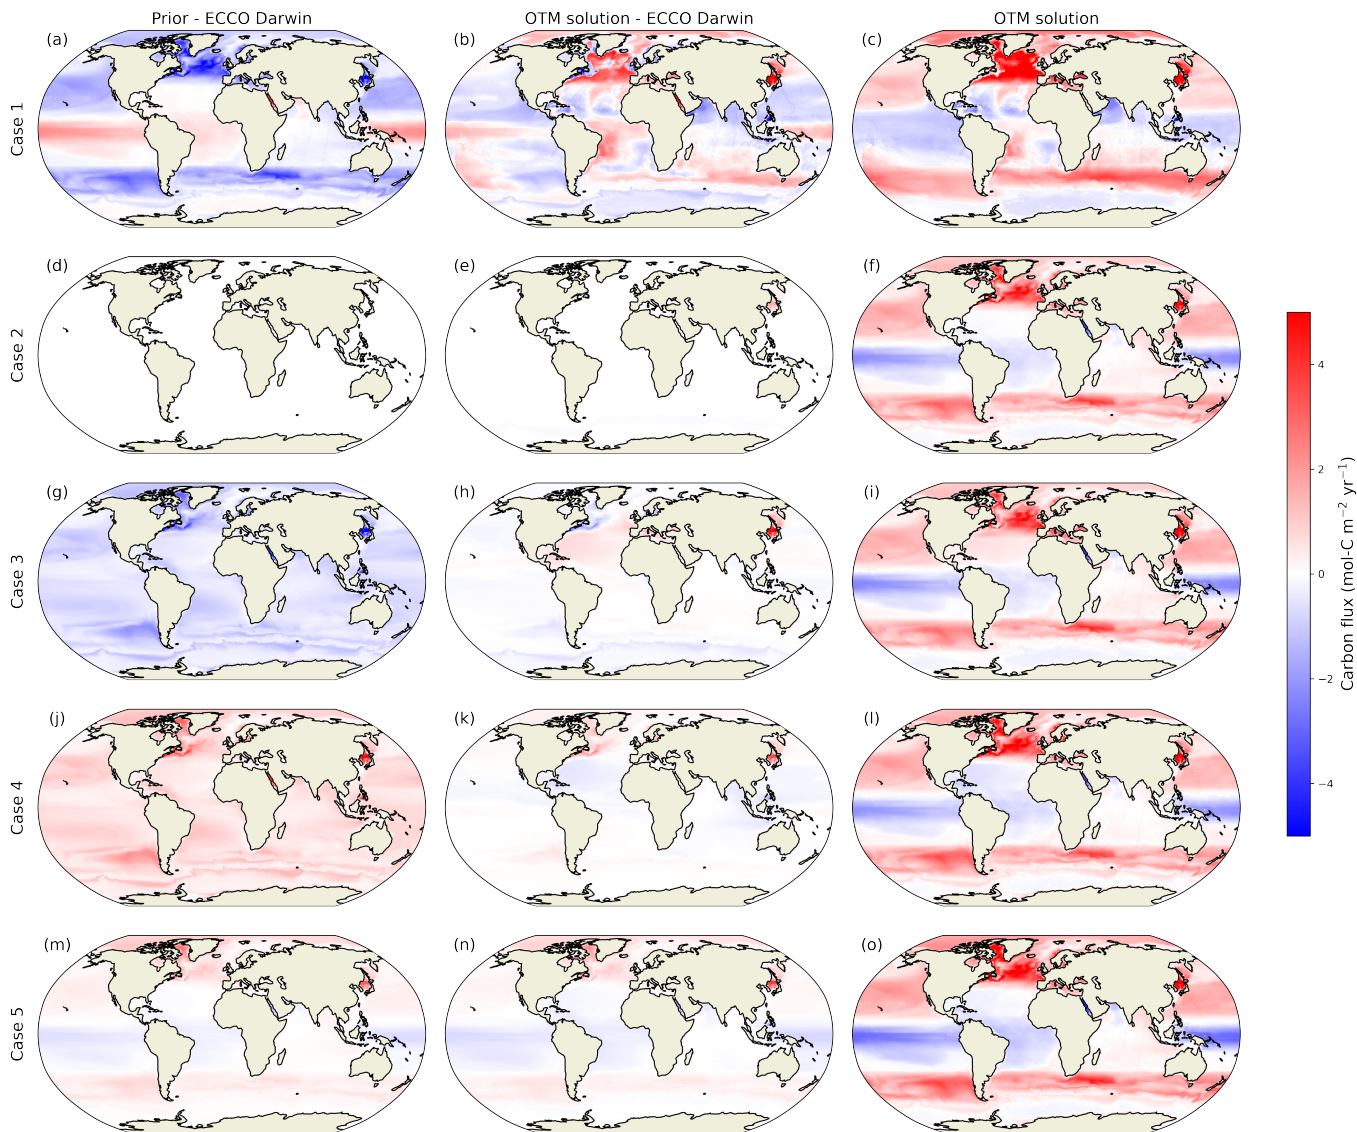 Prior - ECCO Darwin
OTM solution - ECCO Darwin
OTM solution
Case 1
(a)
(b)
(c)
Case 2
(d)
(e)
(f)
Case 3
(g)
(h)
(i)
Case 4
(j)
(k)
(l)
Case 5
(m)
(n)
(o)
4
2
0
−2
−4
Carbon flux (mol-C m⁻² yr⁻¹)